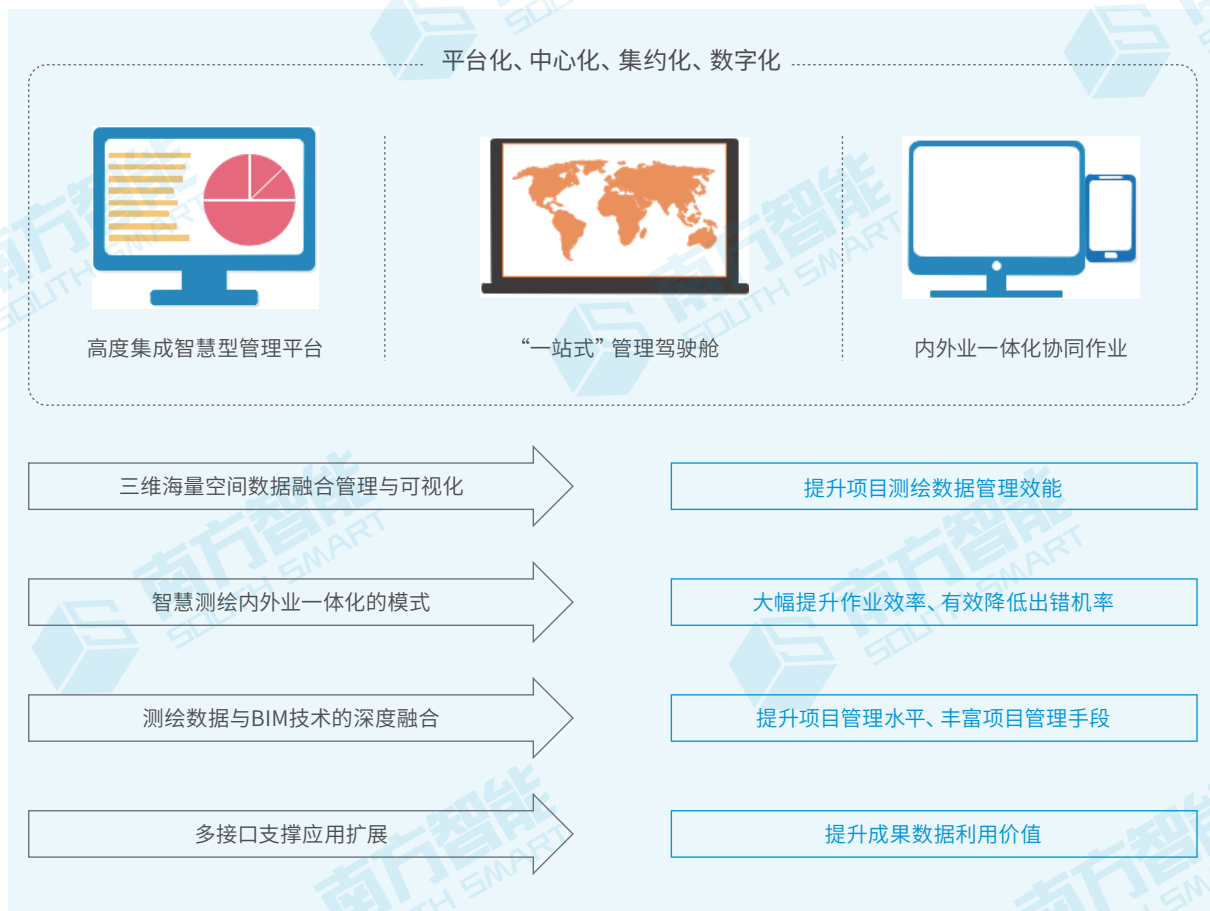 平台化、中心化、集约化、数字化
高度集成智慧型管理平台
“一站式”管理驾驶舱
内外业一体化协同作业
三维海量空间数据融合管理与可视化
提升项目测绘数据管理效能
智慧测绘内外业一体化的模式
大幅提升作业效率、有效降低出错机率
测绘数据与BIM技术的深度融合
提升项目管理水平、丰富项目管理手段
多接口支撑应用扩展
提升成果数据利用价值
南方智能
SOUTH SMART